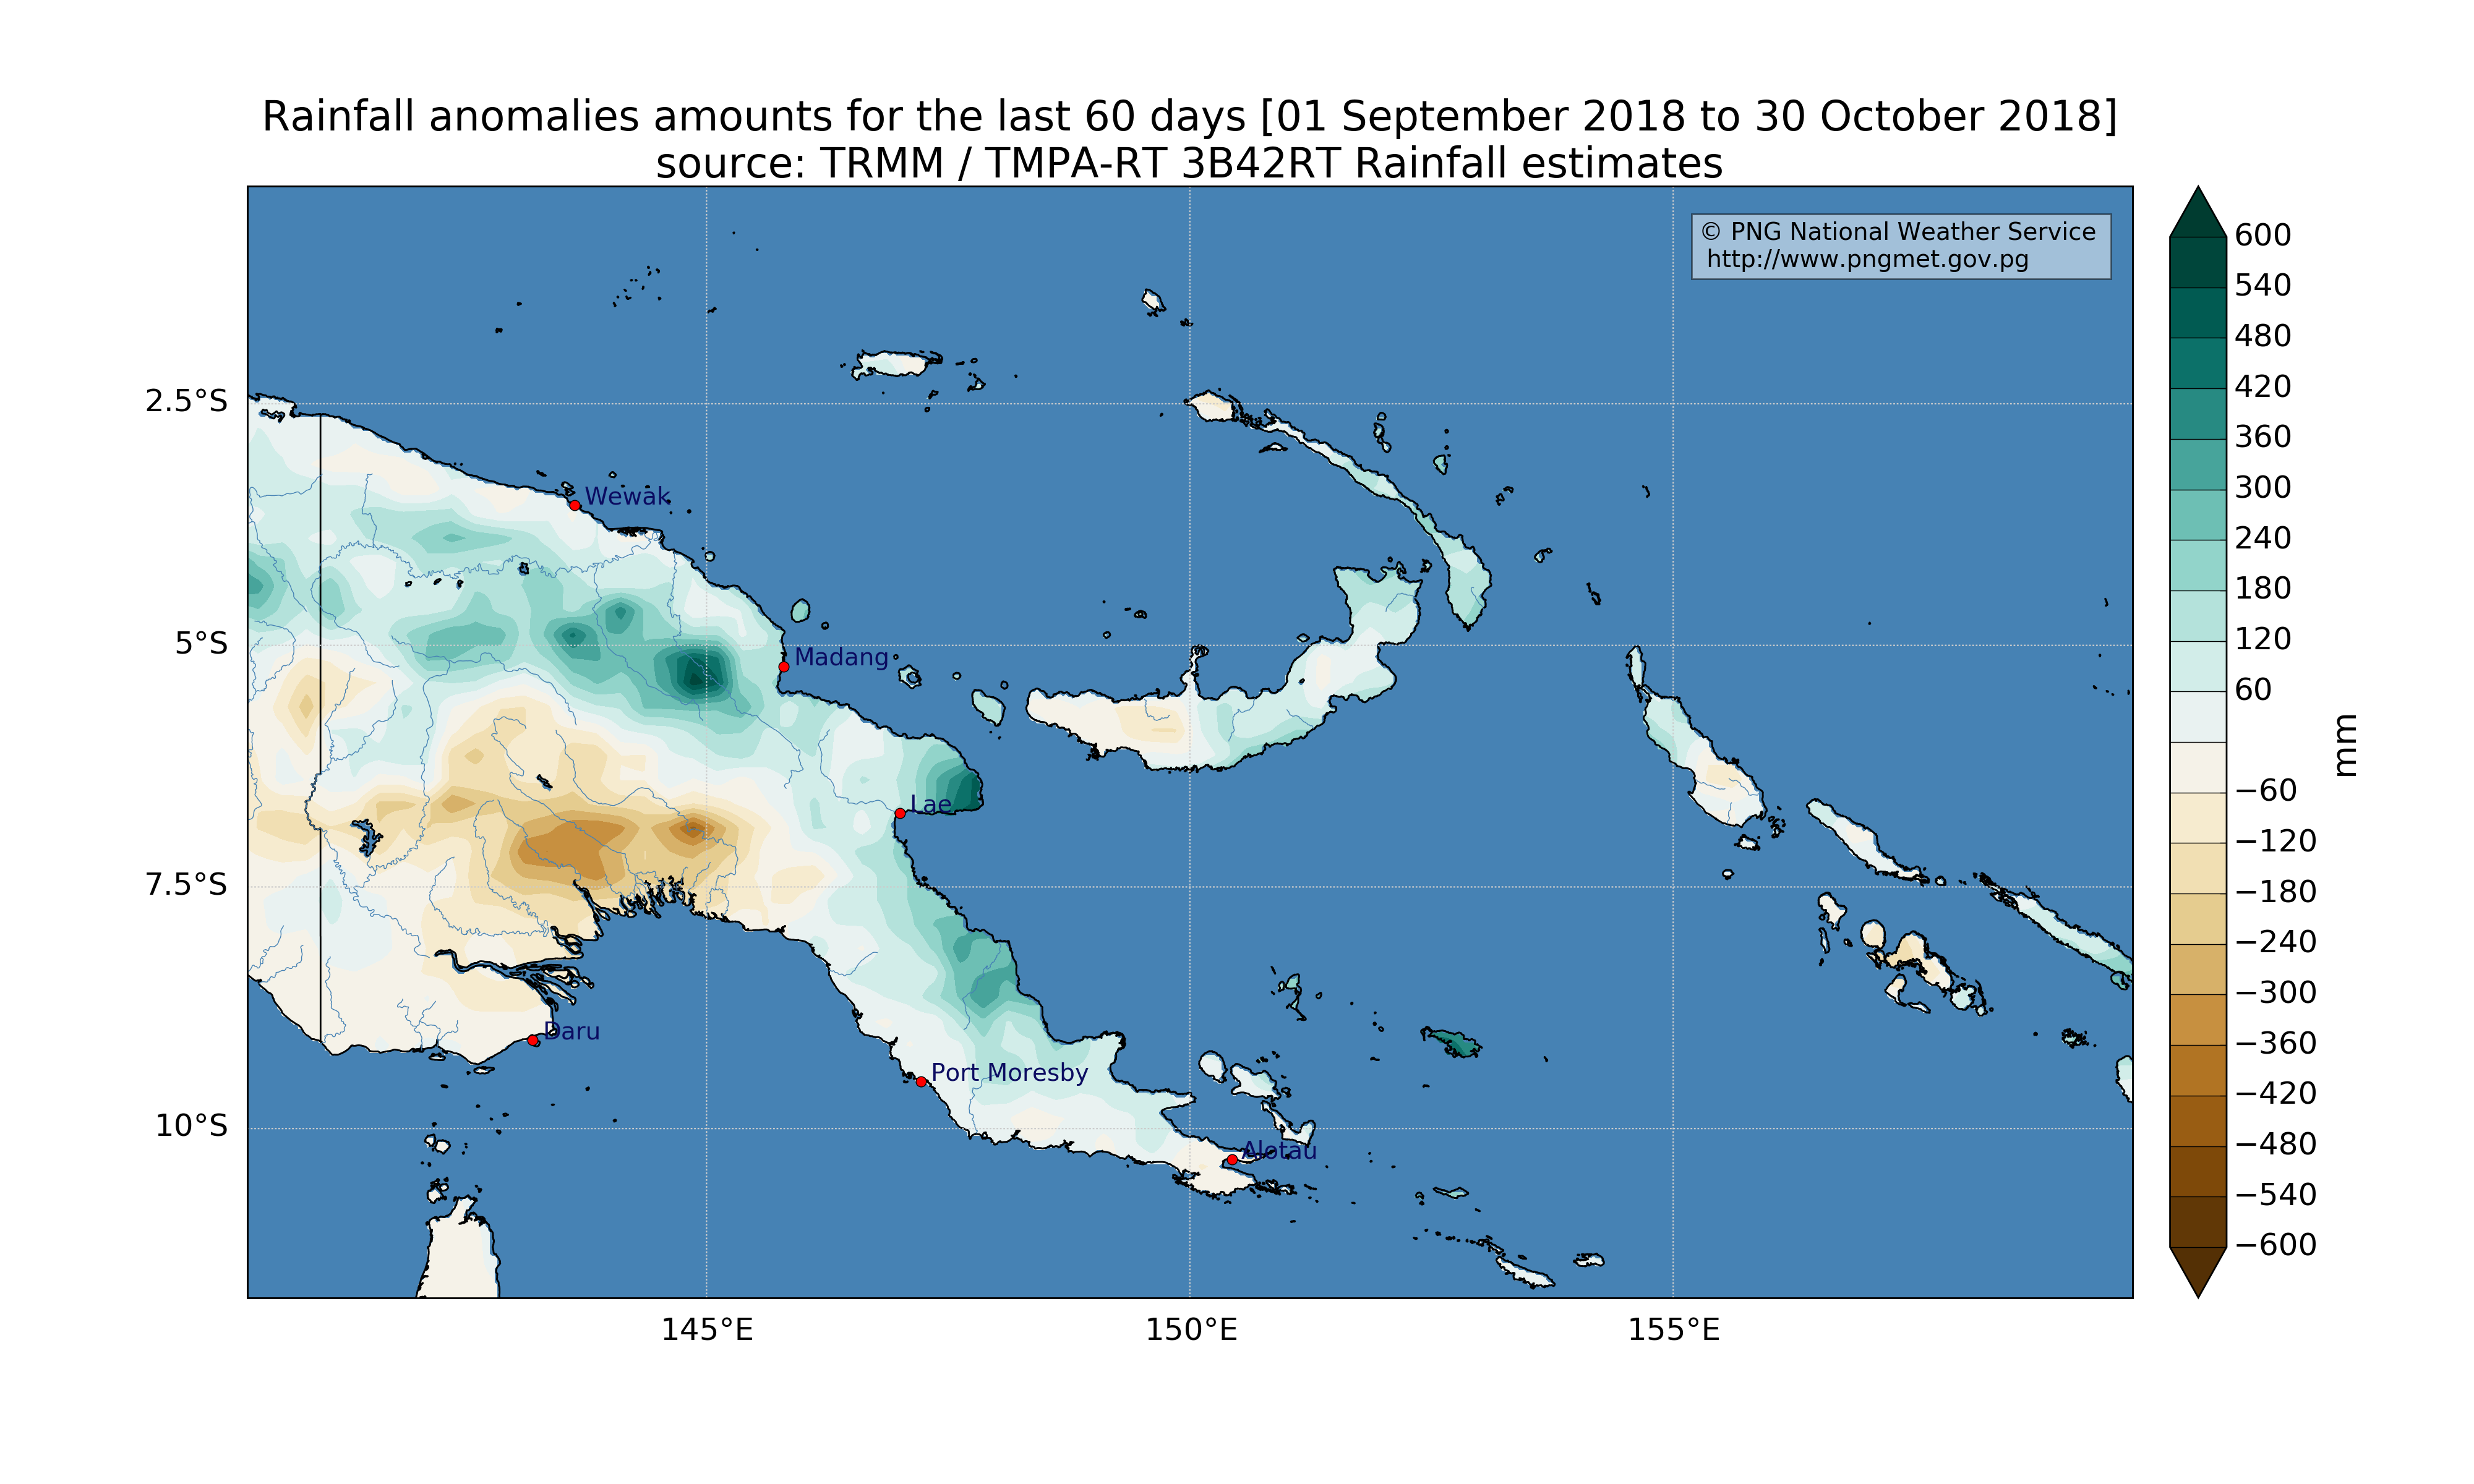 Rainfall anomalies amounts for the last 60 days [01 September 2018 to 30 October 2018]
source: TRMM / TMPA-RT 3B42RT Rainfall estimates
© PNG National Weather Service
http://www.pngmet.gov.pg
2.5°S
5°S
7.5°S
10°S
Wewak
Madang
Lae
Daru
Port Moresby
Alotau
145°E
150°E
155°E
600
540
480
420
360
300
240
180
120
60
−60
−120
−180
−240
−300
−360
−420
−480
−540
−600
mm